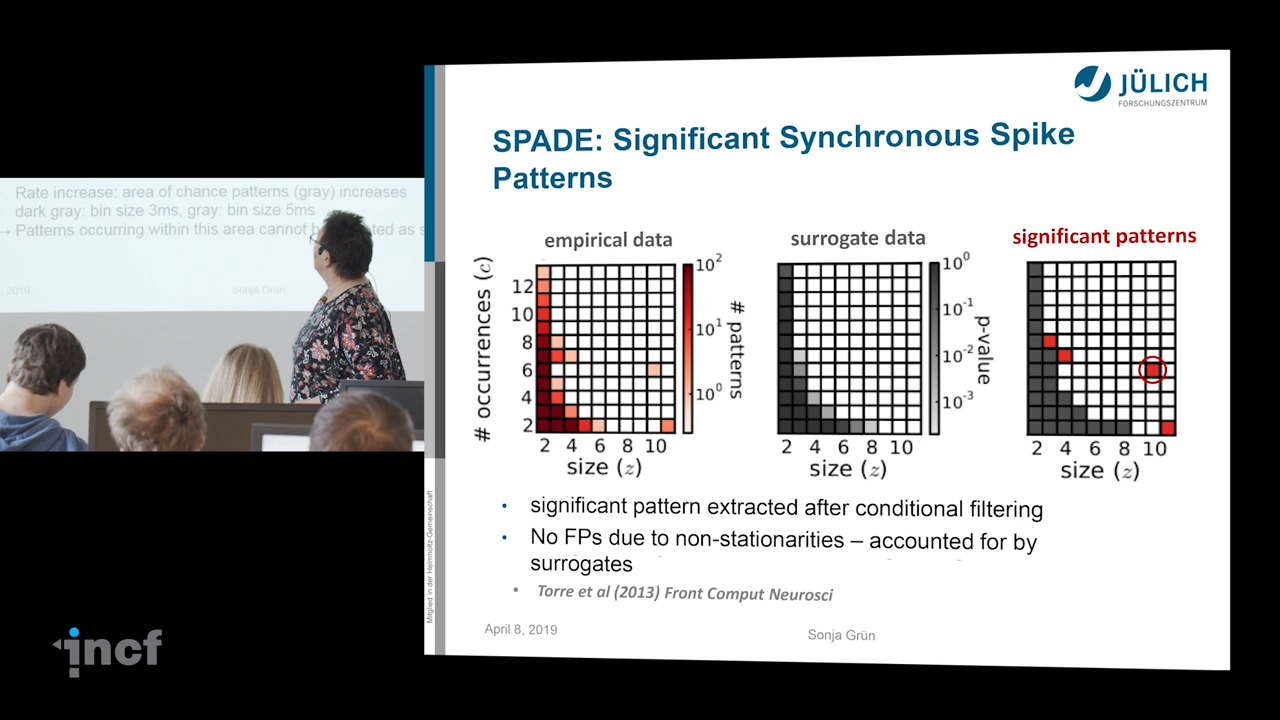 JÜLICH
FORSCHUNGSZENTRUM
SPADE: Significant Synchronous Spike
Patterns
Rate increase: area of chance patterns (gray) increases
dark gray: bin size 3ms, gray: bin size 5ms
→ Patterns occurring within this area cannot
2019
Sonja Grün
empirical data
# occurrences (c)
12
10
8
6
4
2
2 4 6 8 10
size (z)
10²
10¹
10⁰
# patterns
surrogate data
2 4 6 8 10
size (z)
10⁰
10⁻¹
10⁻²
10⁻³
p-value
significant patterns
2 4 6 8 10
size (z)
• significant pattern extracted after conditional filtering
• No FPs due to non-stationarities – accounted for by
surrogates
• Torre et al (2013) Front Comput Neurosci
Mitglied in der Helmholtz-Gemeinschaft
April 8, 2019
Sonja Grün
incf